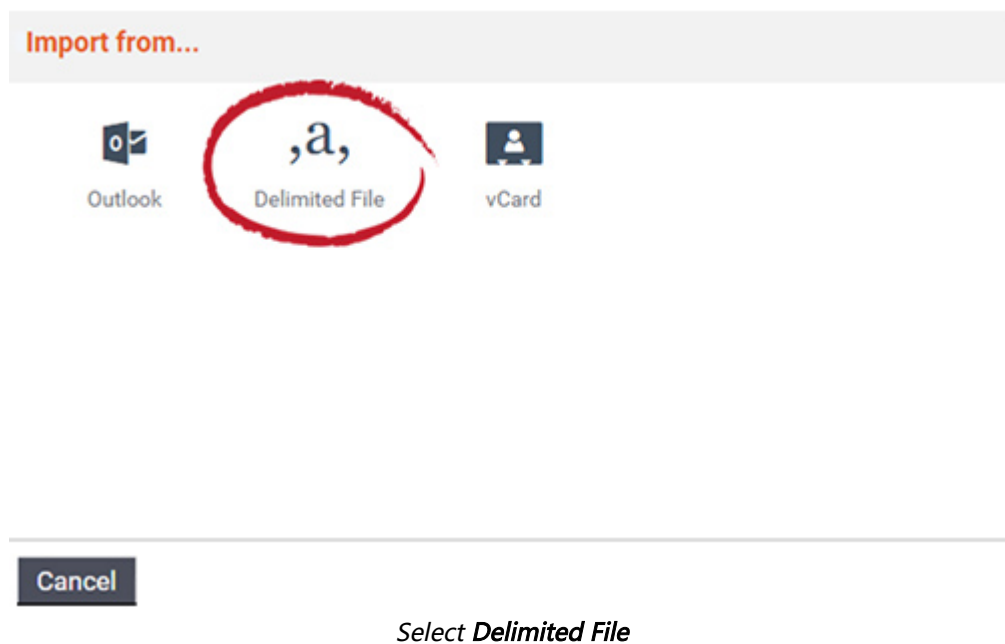 Import from...
,a,
Outlook
Delimited File
vCard
Cancel
Select Delimited File